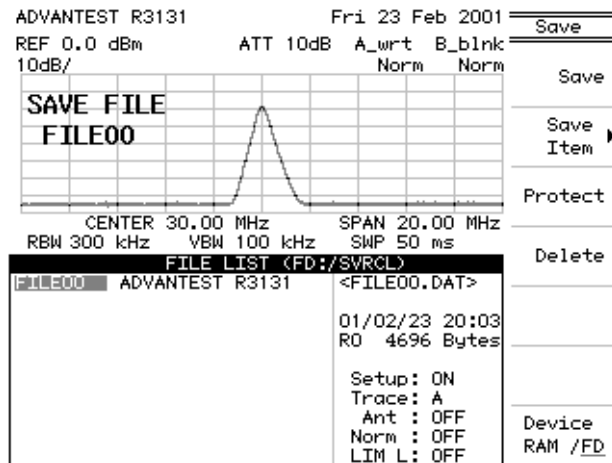 ADVANTEST R3131 Fri 23 Feb 2001
REF 0.0 dBm ATT 10dB A_wrt B_blnk
10dB/ Norm Norm
SAVE FILE
FILE00
CENTER 30.00 MHz SPAN 20.00 MHz
RBW 300 kHz VBW 100 kHz SWP 50 ms
FILE LIST (FD:/SVRCL)
FILE00 ADVANTEST R3131 <FILE00.DAT>
01/02/23 20:03
RO 4696 Bytes
Setup: ON
Trace: A
Ant : OFF
Norm : OFF
LIM L: OFF
Save
Save
Save
Item
Protect
Delete
Device
RAM /FD